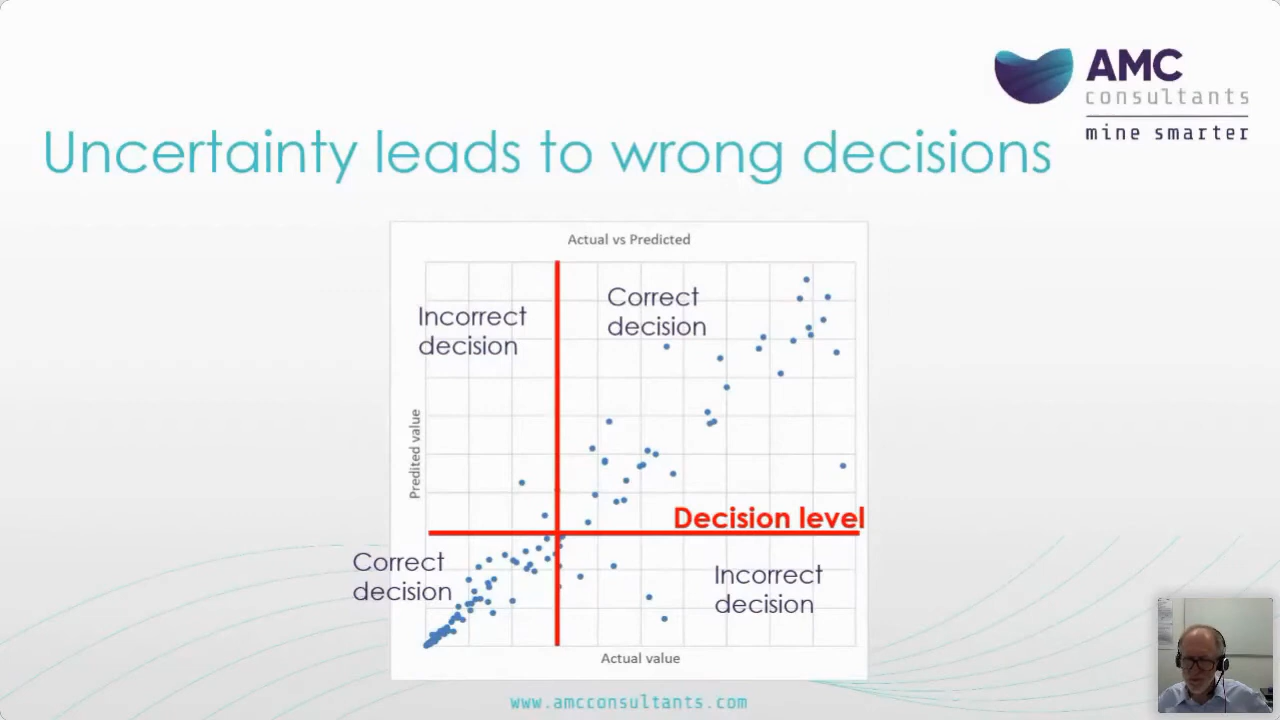 AMC
consultants
mine smarter
Uncertainty leads to wrong decisions
Actual vs Predicted
Incorrect
decision
Correct
decision
Predited value
Decision level
Correct
decision
Incorrect
decision
Actual value
www.amcconsultants.com